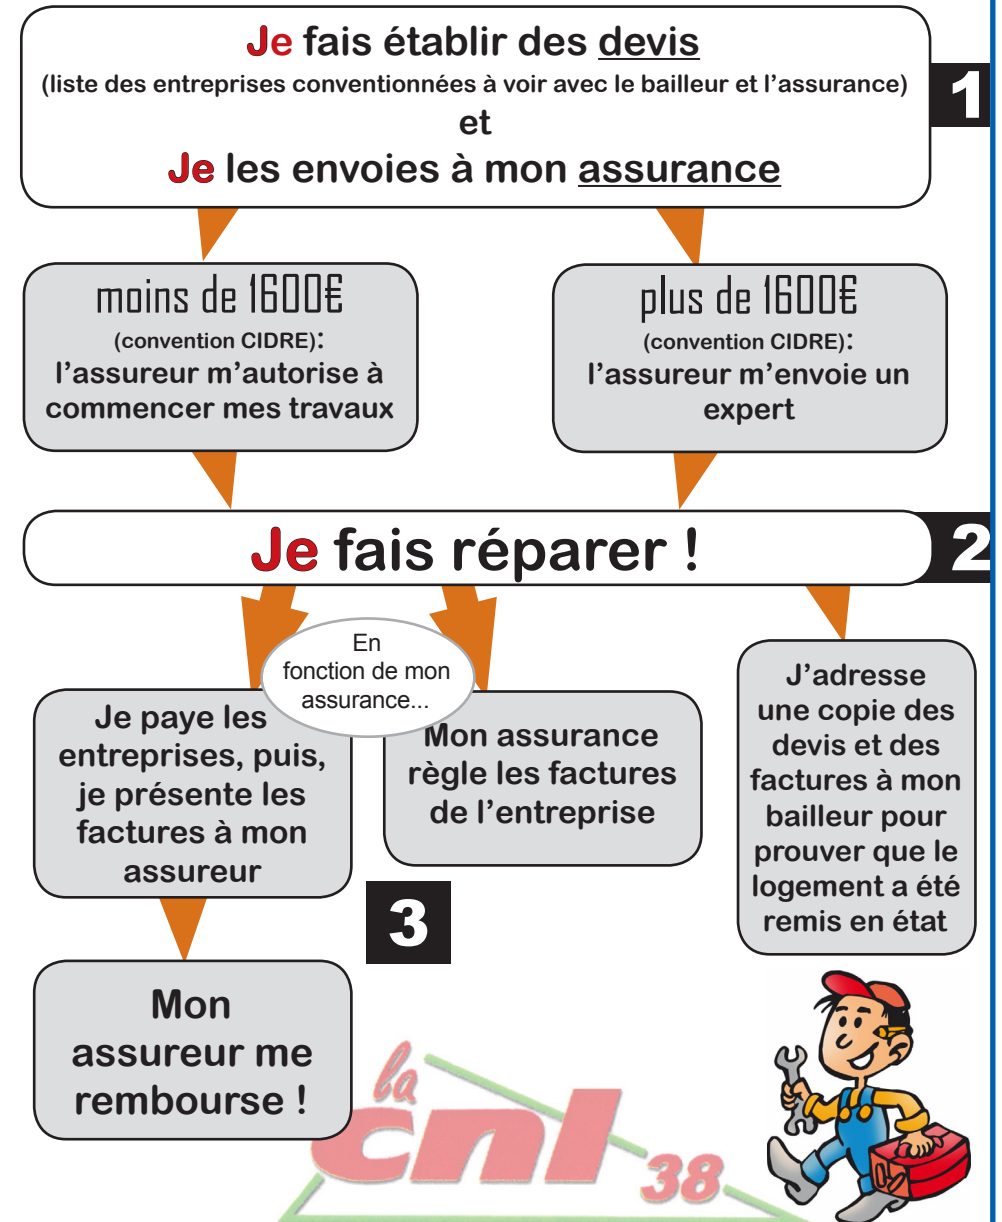 Je fais établir des devis
(liste des entreprises conventionnées à voir avec le bailleur et l'assurance)
et
Je les envoies à mon assurance
1
moins de 1600€
(convention CIDRE):
l'assureur m'autorise à
commencer mes travaux
plus de 1600€
(convention CIDRE):
l'assureur m'envoie un
expert
Je fais réparer !
2
En
fonction de mon
assurance...
Je paye les
entreprises, puis,
je présente les
factures à mon
assureur
Mon assurance
règle les factures
de l'entreprise
J'adresse
une copie des
devis et des
factures à mon
bailleur pour
prouver que le
logement a été
remis en état
3
Mon
assureur me
rembourse !
la
cnl
38